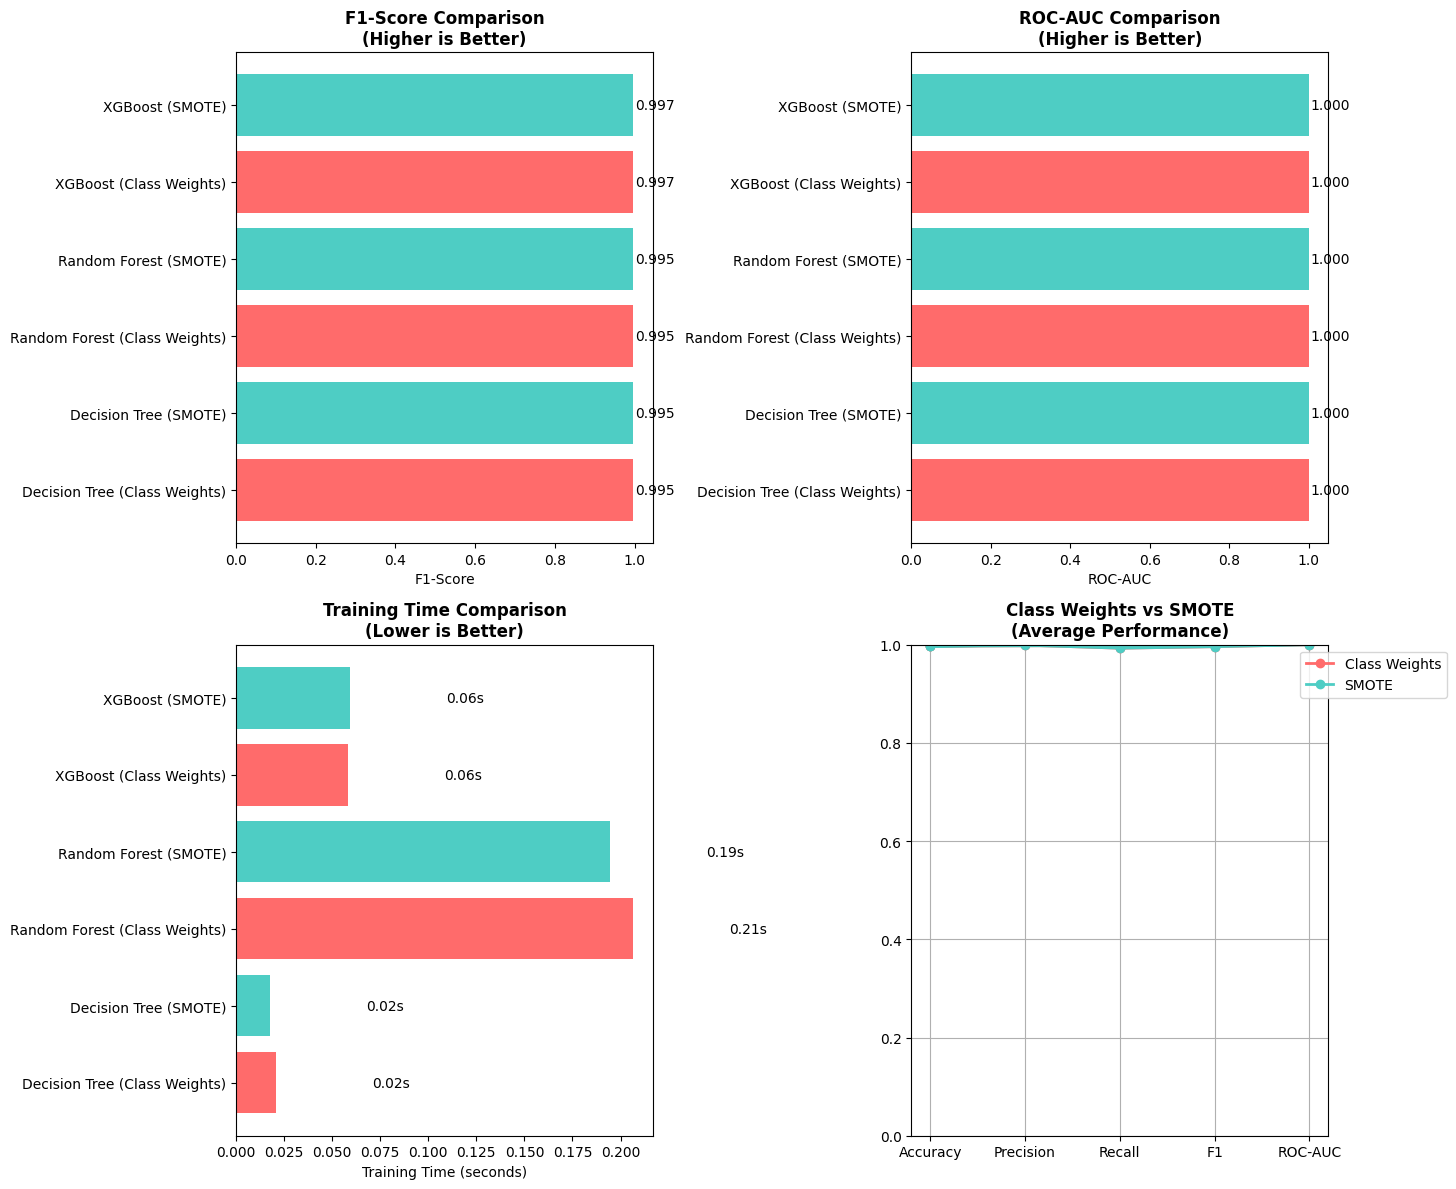 F1-Score Comparison
(Higher is Better)
XGBoost (SMOTE)
0.997
XGBoost (Class Weights)
0.997
Random Forest (SMOTE)
0.995
Random Forest (Class Weights)
0.995
Decision Tree (SMOTE)
0.995
Decision Tree (Class Weights)
0.995
0.0 0.2 0.4 0.6 0.8 1.0
F1-Score
ROC-AUC Comparison
(Higher is Better)
XGBoost (SMOTE)
1.000
XGBoost (Class Weights)
1.000
Random Forest (SMOTE)
1.000
Random Forest (Class Weights)
1.000
Decision Tree (SMOTE)
1.000
Decision Tree (Class Weights)
1.000
0.0 0.2 0.4 0.6 0.8 1.0
ROC-AUC
Training Time Comparison
(Lower is Better)
XGBoost (SMOTE)
0.06s
XGBoost (Class Weights)
0.06s
Random Forest (SMOTE)
0.19s
Random Forest (Class Weights)
0.21s
Decision Tree (SMOTE)
0.02s
Decision Tree (Class Weights)
0.02s
0.000 0.025 0.050 0.075 0.100 0.125 0.150 0.175 0.200
Training Time (seconds)
Class Weights vs SMOTE
(Average Performance)
1.0
0.8
0.6
0.4
0.2
0.0
Class Weights
SMOTE
Accuracy Precision Recall F1 ROC-AUC